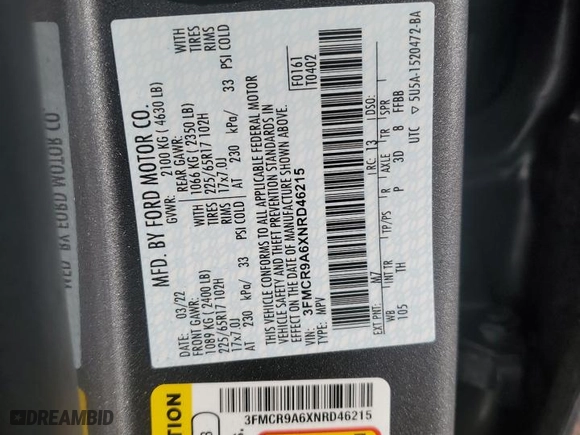 MFD. BY FORD MOTOR CO.
DATE: 03/22 GVWR: 2100 KG ( 4630 LB)
FRONT GAWR: REAR GAWR: WITH
1089 KG ( 2400 LB) 1066 KG ( 2350 LB) TIRES
225/65R17 102H TIRES 225/65R17 102H RIMS
17x7.0J RIMS 17x7.0J
AT 230 kPa/ 33 PSI COLD AT 230 kPa/ 33 PSI COLD
THIS VEHICLE CONFORMS TO ALL APPLICABLE FEDERAL MOTOR
VEHICLE SAFETY AND THEFT PREVENTION STANDARDS IN
EFFECT ON THE DATE OF MANUFACTURE SHOWN ABOVE.
VIN: 3FMCR9A6XNRD46215
TYPE: MPV
F0161
T0402
EXT PNT: M7 RC: 13 DSO:
WB INT TR TP/PS R AXLE TR SPR
105 TH P 3D 8 FFBB
UTC ▽ 5U5A-1520472-BA
3FMCR9A6XNRD46215
DREAMBID